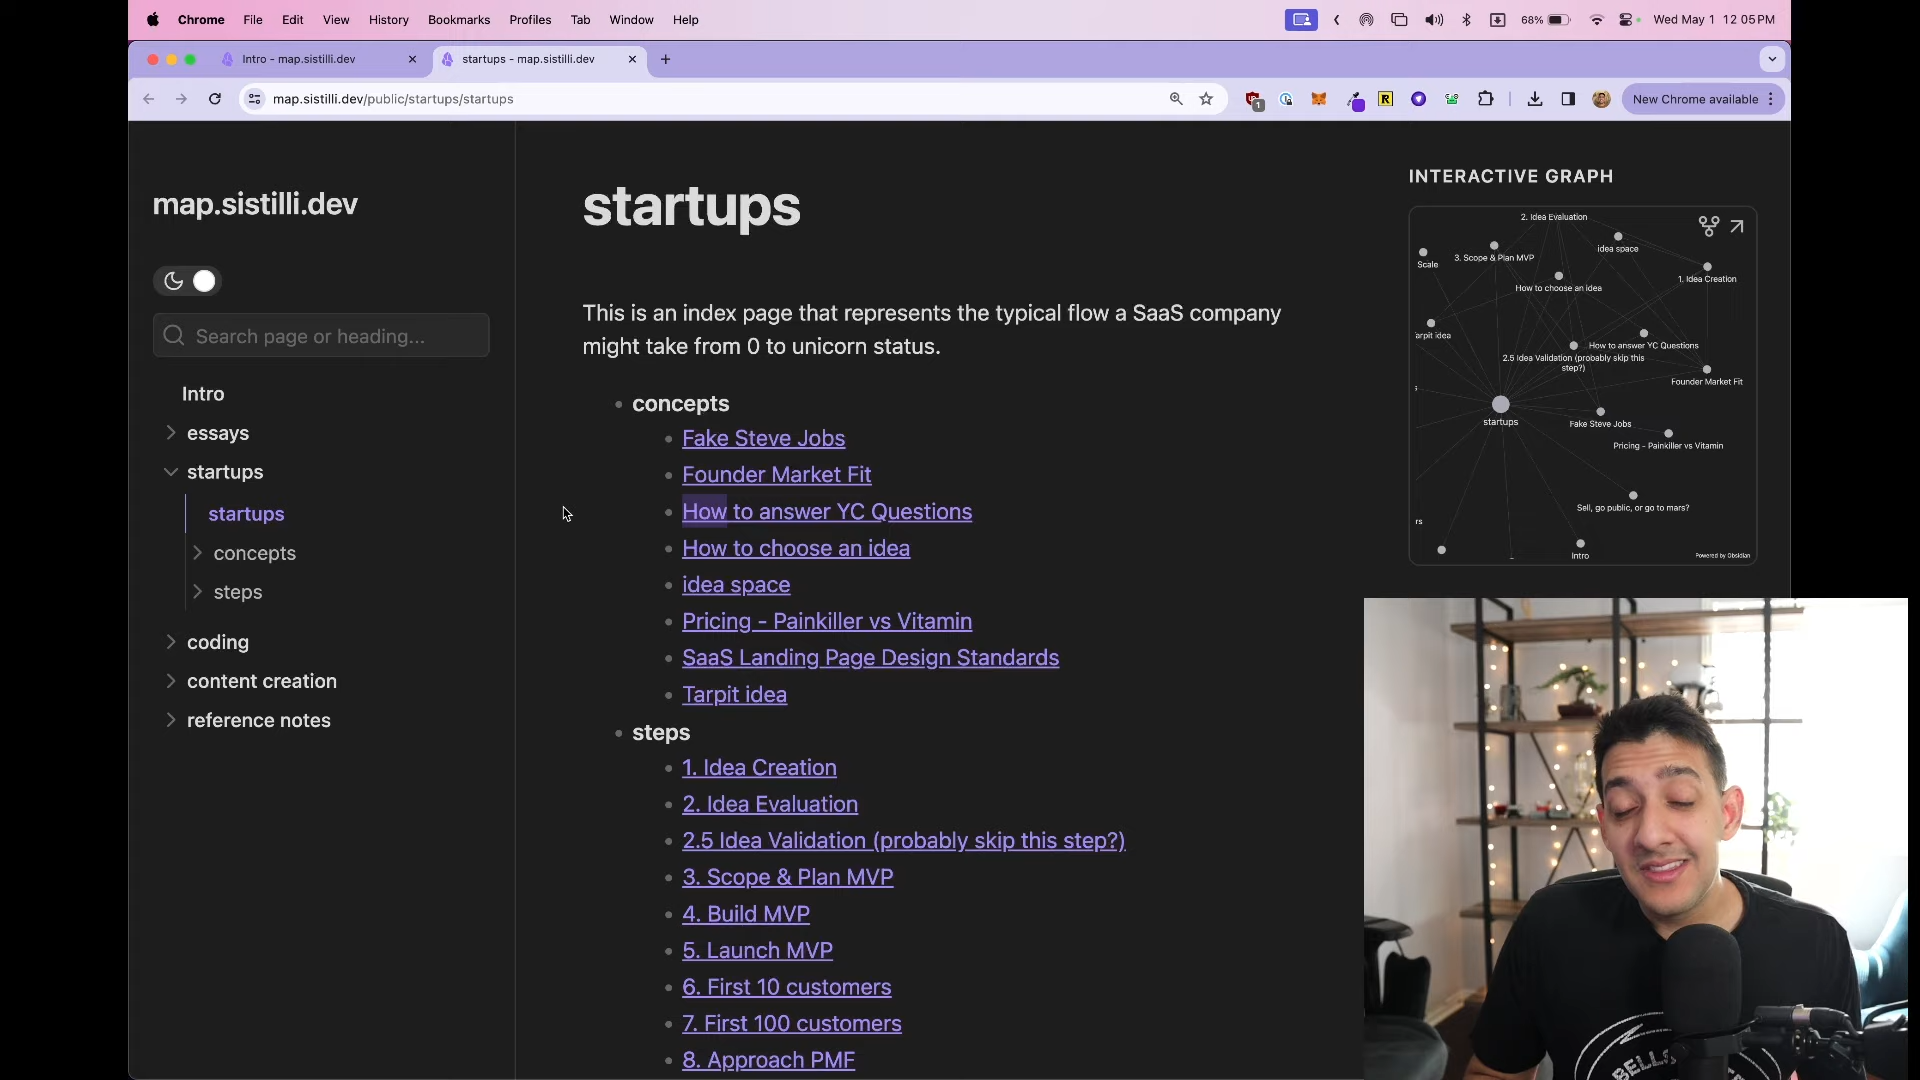 Chrome File Edit View History Bookmarks Profiles Tab Window Help 68% Wed May 1 12 05 PM
Intro - map.sistilli.dev
startups - map.sistilli.dev
map.sistilli.dev/public/startups/startups
1
New Chrome available
map.sistilli.dev
Search page or heading...
Intro
essays
startups
startups
concepts
steps
coding
content creation
reference notes
startups
This is an index page that represents the typical flow a SaaS company
might take from 0 to unicorn status.
concepts
Fake Steve Jobs
Founder Market Fit
How to answer YC Questions
How to choose an idea
idea space
Pricing - Painkiller vs Vitamin
SaaS Landing Page Design Standards
Tarpit idea
steps
1. Idea Creation
2. Idea Evaluation
2.5 Idea Validation (probably skip this step?)
3. Scope & Plan MVP
4. Build MVP
5. Launch MVP
6. First 10 customers
7. First 100 customers
8. Approach PMF
INTERACTIVE GRAPH
2. Idea Evaluation
idea space
3. Scope & Plan MVP
Scale
1. Idea Creation
How to choose an idea
arpit idea
How to answer YC Questions
2.5 Idea Validation (probably skip this
step?)
Founder Market Fit
startups
Fake Steve Jobs
Pricing - Painkiller vs Vitamin
Sell, go public, or go to mars?
rs
Intro
Powered by Obsidian
BELLS